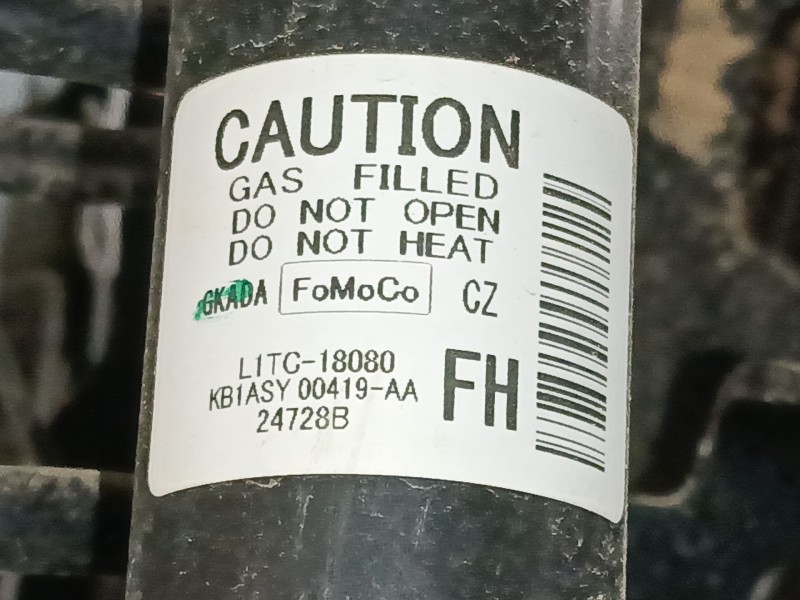 CAUTION
GAS FILLED
DO NOT OPEN
DO NOT HEAT
GKADA FoMoCo CZ
L1TC-18080 FH
KB1ASY 00419-AA
24728B